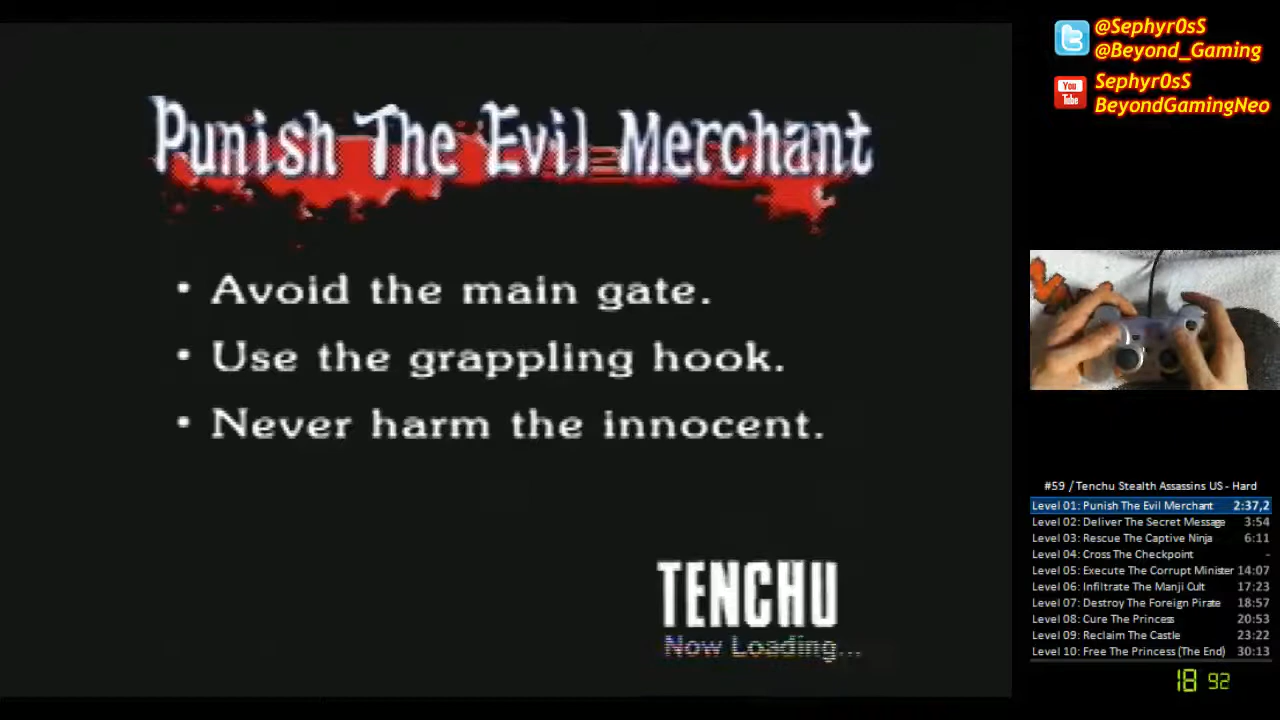 @Sephyr0sS
@Beyond_Gaming
You
Tube
Sephyr0sS
BeyondGamingNeo
Punish The Evil Merchant
• Avoid the main gate.
• Use the grappling hook.
• Never harm the innocent.
TENCHU
Now Loading...
#59 / Tenchu Stealth Assassins US - Hard
Level 01: Punish The Evil Merchant 2:37,2
Level 02: Deliver The Secret Message 3:54
Level 03: Rescue The Captive Ninja 6:11
Level 04: Cross The Checkpoint -
Level 05: Execute The Corrupt Minister 14:07
Level 06: Infiltrate The Manji Cult 17:23
Level 07: Destroy The Foreign Pirate 18:57
Level 08: Cure The Princess 20:53
Level 09: Reclaim The Castle 23:22
Level 10: Free The Princess (The End) 30:13
18 92